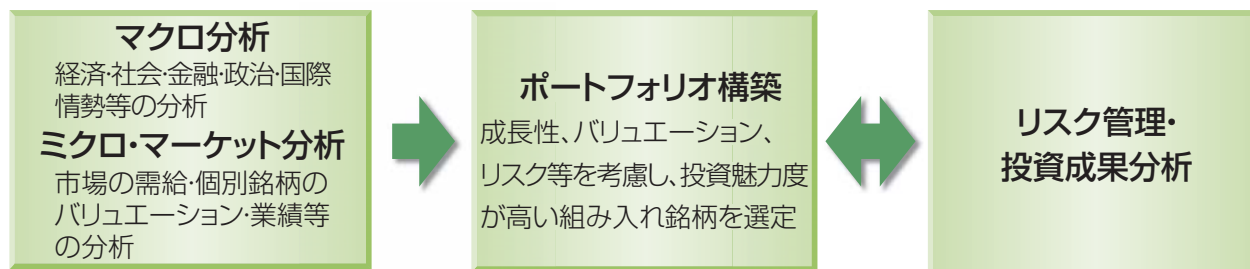 マクロ分析
経済・社会・金融・政治・国際
情勢等の分析
ミクロ・マーケット分析
市場の需給・個別銘柄の
バリュエーション・業績等
の分析
ポートフォリオ構築
成長性、バリュエーション、
リスク等を考慮し、投資魅力度
が高い組み入れ銘柄を選定
リスク管理・
投資成果分析